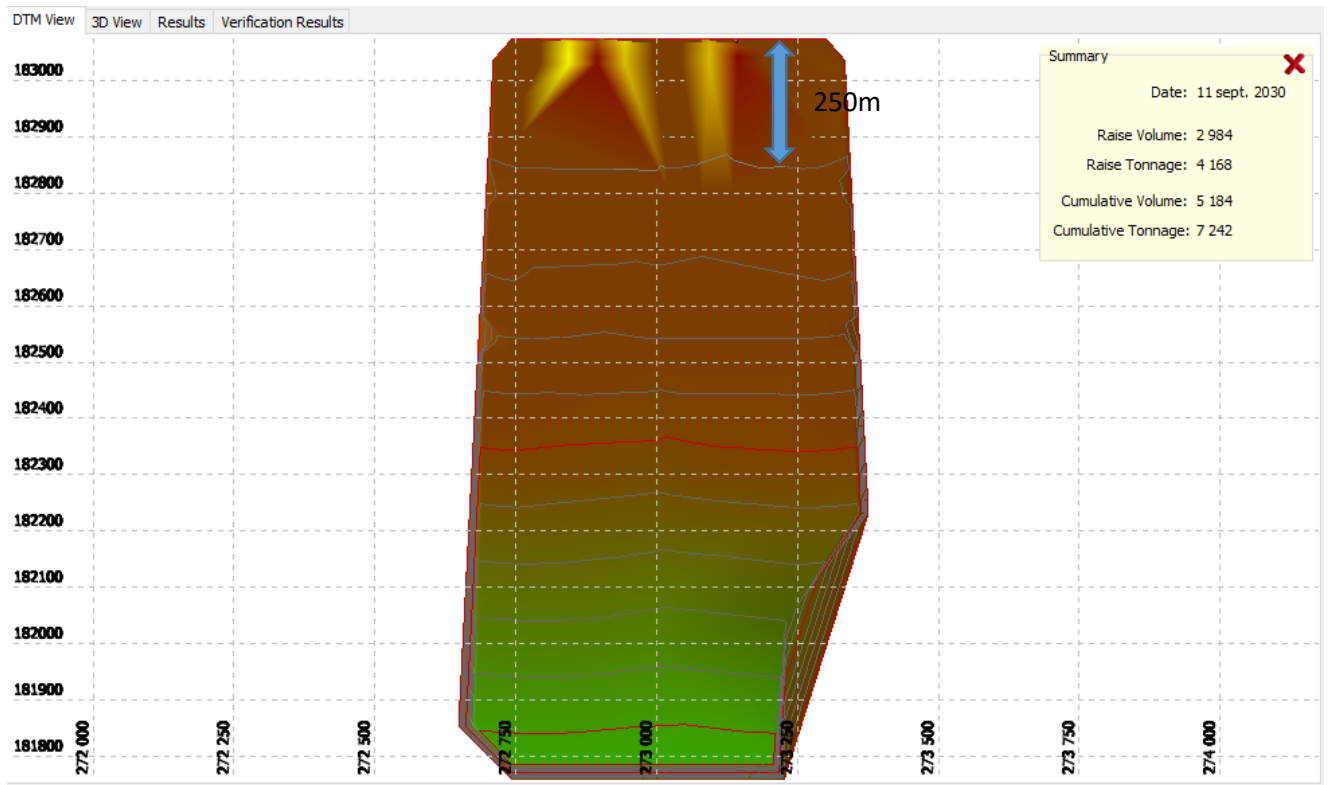 DTM View 3D View Results Verification Results
183000
182900
182800
182700
182600
182500
182400
182300
182200
182100
182000
181900
181800
272 000
272 250
272 500
272 750
273 000
273 250
273 500
273 750
274 000
250m
Summary
Date: 11 sept. 2030
Raise Volume: 2 984
Raise Tonnage: 4 168
Cumulative Volume: 5 184
Cumulative Tonnage: 7 242